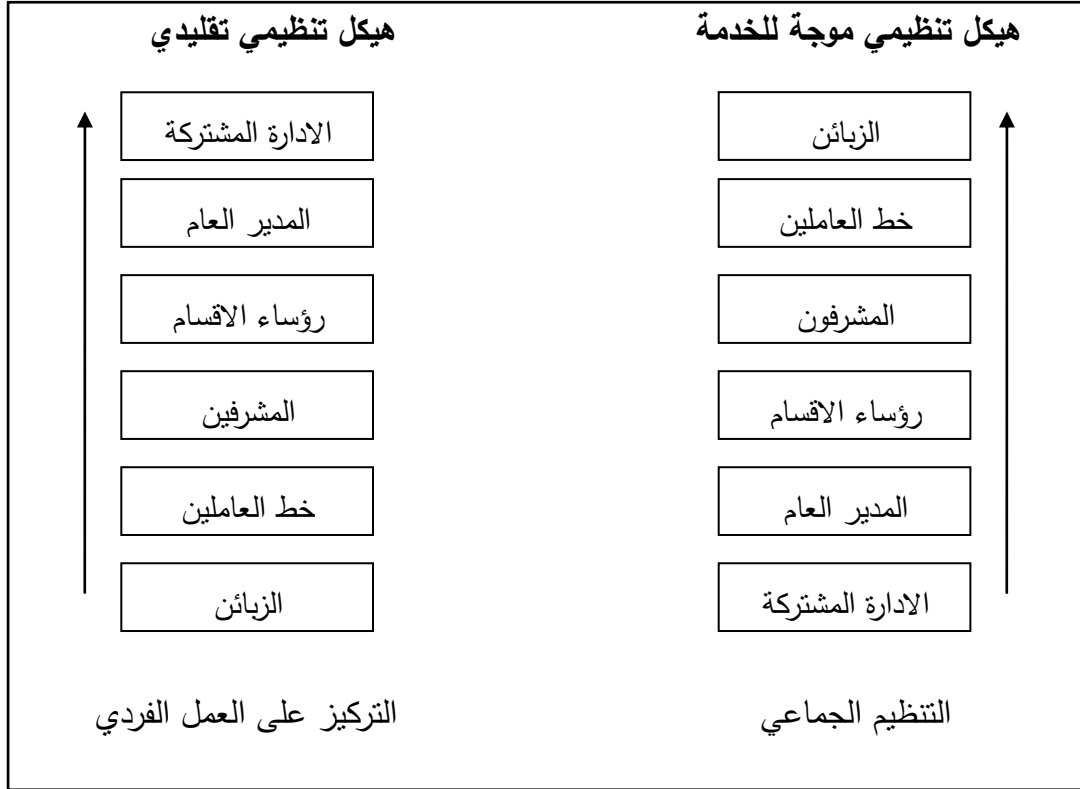 هيكل تنظيمي موجة للخدمة
الزبائن
خط العاملين
المشرفون
رؤساء الاقسام
المدير العام
الادارة المشتركة
التنظيم الجماعي
هيكل تنظيمي تقليدي
الادارة المشتركة
المدير العام
رؤساء الاقسام
المشرفين
خط العاملين
الزبائن
التركيز على العمل الفردي